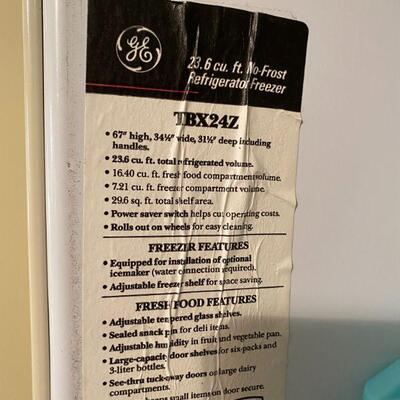 GE
23.6 cu. ft. No-Frost
Refrigerator Freezer
TBX24Z
• 67" high, 34½" wide, 31½" deep including
handles.
• 23.6 cu. ft. total refrigerated volume.
• 16.40 cu. ft. fresh food compartment volume.
• 7.21 cu. ft. freezer compartment volume.
• 29.6 sq. ft. total shelf area.
• Power saver switch helps cut operating costs.
• Rolls out on wheels for easy cleaning.
FREEZER FEATURES
• Equipped for installation of optional
icemaker (water connection required).
• Adjustable freezer shelf for space saving.
FRESH FOOD FEATURES
• Adjustable tempered glass shelves.
• Sealed snack pan for deli items.
• Adjustable humidity in fruit and vegetable pan.
• Large-capacity door shelves for six-packs and
3-liter bottles.
• See-thru tuck-away doors on large dairy
compartments.
keeps small items on door secure.